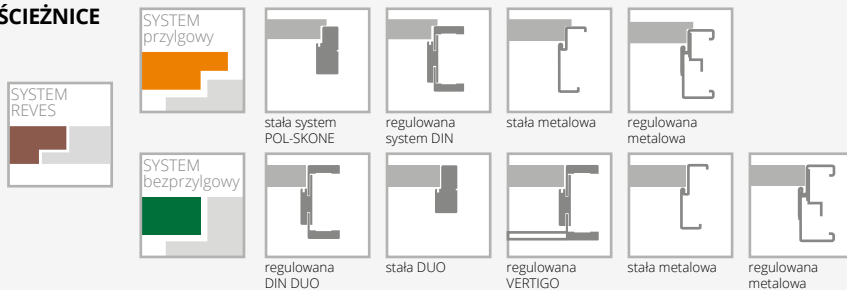 ŚCIEŻNICE
SYSTEM
REVES
SYSTEM
przylgowy
stała system
POL-SKONE
regulowana
system DIN
stała metalowa
regulowana
metalowa
SYSTEM
bezprzylgowy
regulowana
DIN DUO
stała DUO
regulowana
VERTIGO
stała metalowa
regulowana
metalowa